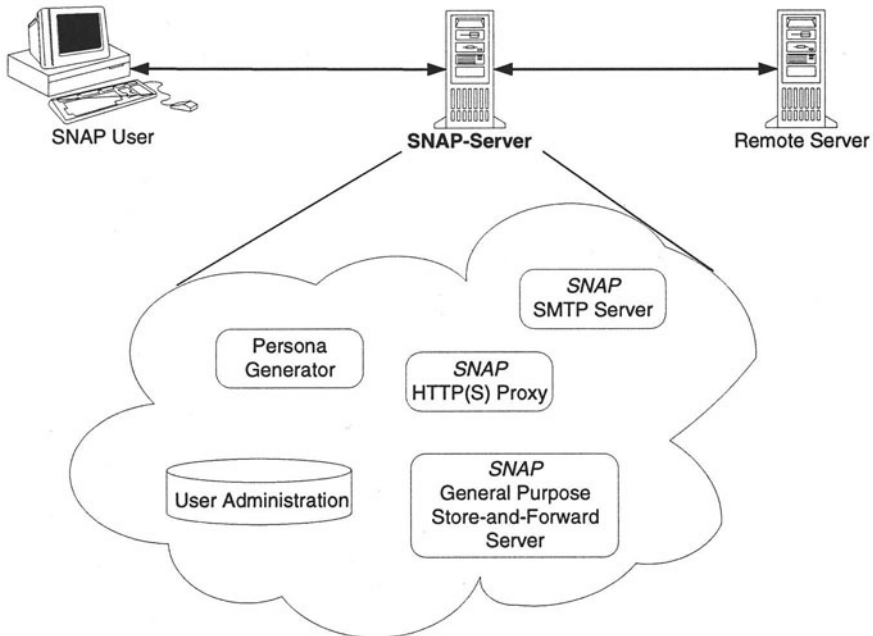 SNAP User
SNAP-Server
Remote Server
SNAP
SMTP Server
Persona
Generator
SNAP
HTTP(S) Proxy
User Administration
SNAP
General Purpose
Store-and-Forward
Server